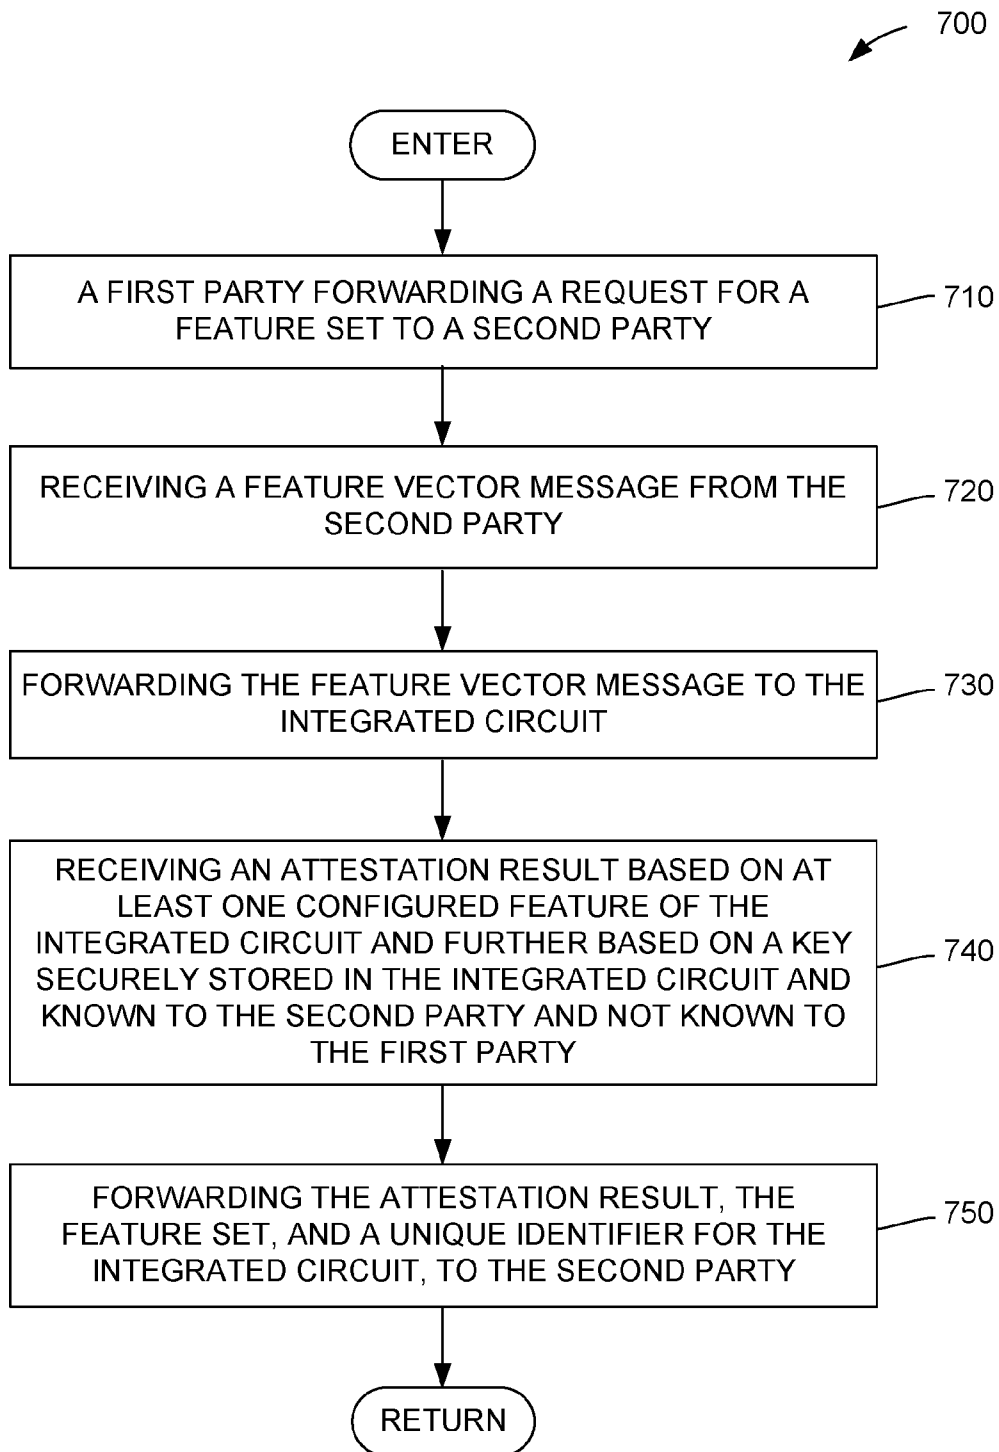 700
ENTER
A FIRST PARTY FORWARDING A REQUEST FOR A
FEATURE SET TO A SECOND PARTY
710
RECEIVING A FEATURE VECTOR MESSAGE FROM THE
SECOND PARTY
720
FORWARDING THE FEATURE VECTOR MESSAGE TO THE
INTEGRATED CIRCUIT
730
RECEIVING AN ATTESTATION RESULT BASED ON AT
LEAST ONE CONFIGURED FEATURE OF THE
INTEGRATED CIRCUIT AND FURTHER BASED ON A KEY
SECURELY STORED IN THE INTEGRATED CIRCUIT AND
KNOWN TO THE SECOND PARTY AND NOT KNOWN TO
THE FIRST PARTY
740
FORWARDING THE ATTESTATION RESULT, THE
FEATURE SET, AND A UNIQUE IDENTIFIER FOR THE
INTEGRATED CIRCUIT, TO THE SECOND PARTY
750
RETURN